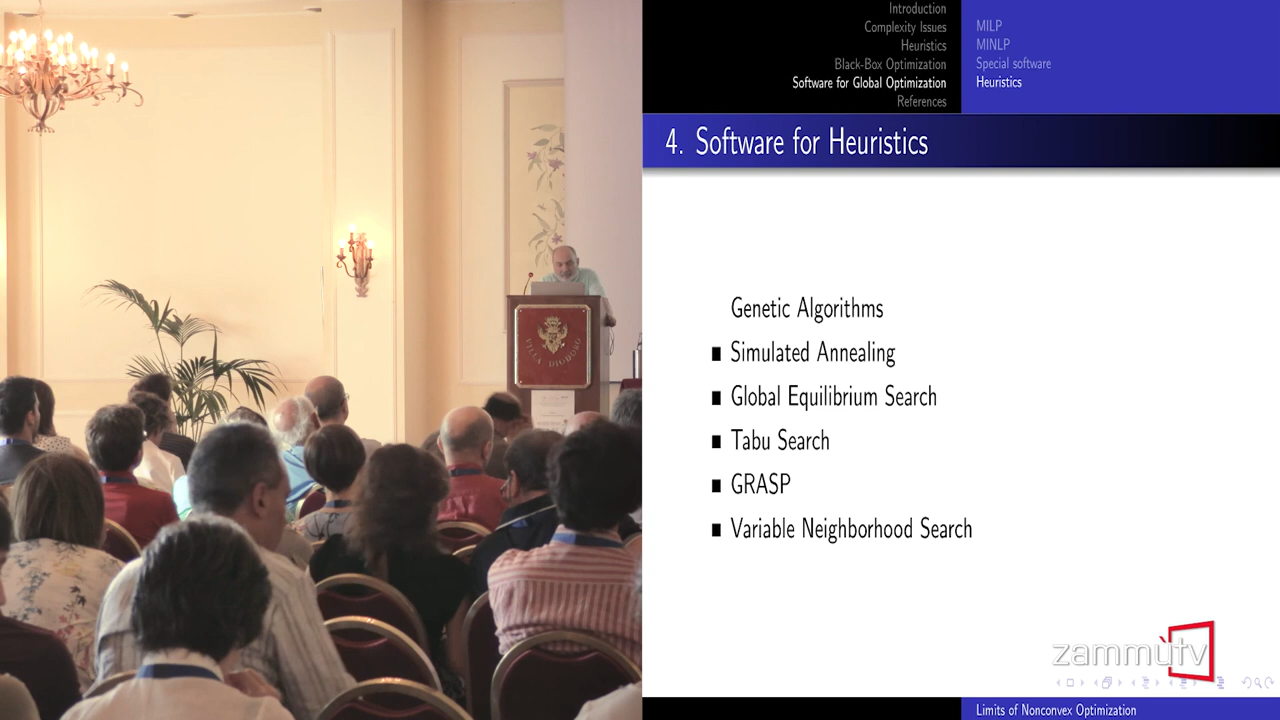 Introduction
Complexity Issues
Heuristics
Black-Box Optimization
Software for Global Optimization
References
MILP
MINLP
Special software
Heuristics
4. Software for Heuristics
Genetic Algorithms
Simulated Annealing
Global Equilibrium Search
Tabu Search
GRASP
Variable Neighborhood Search
zammùtv
Limits of Nonconvex Optimization
VILLA DIODORO